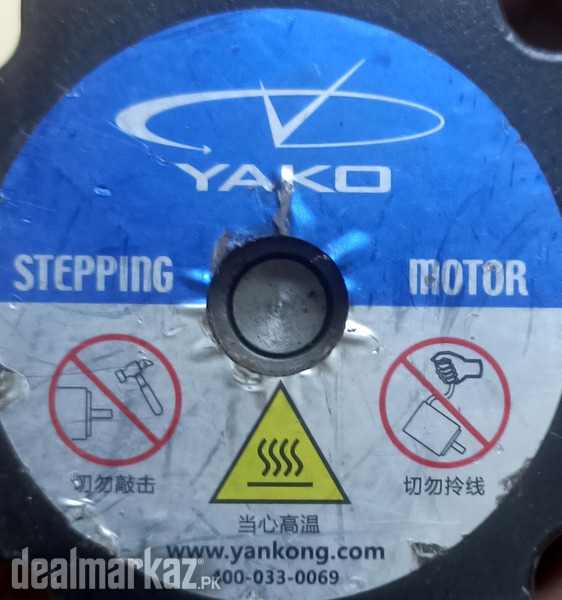 YAKO
STEPPING MOTOR
切勿敲击
切勿拎线
当心高温
www.yankong.com
400-033-0069
dealmarkaz.PK